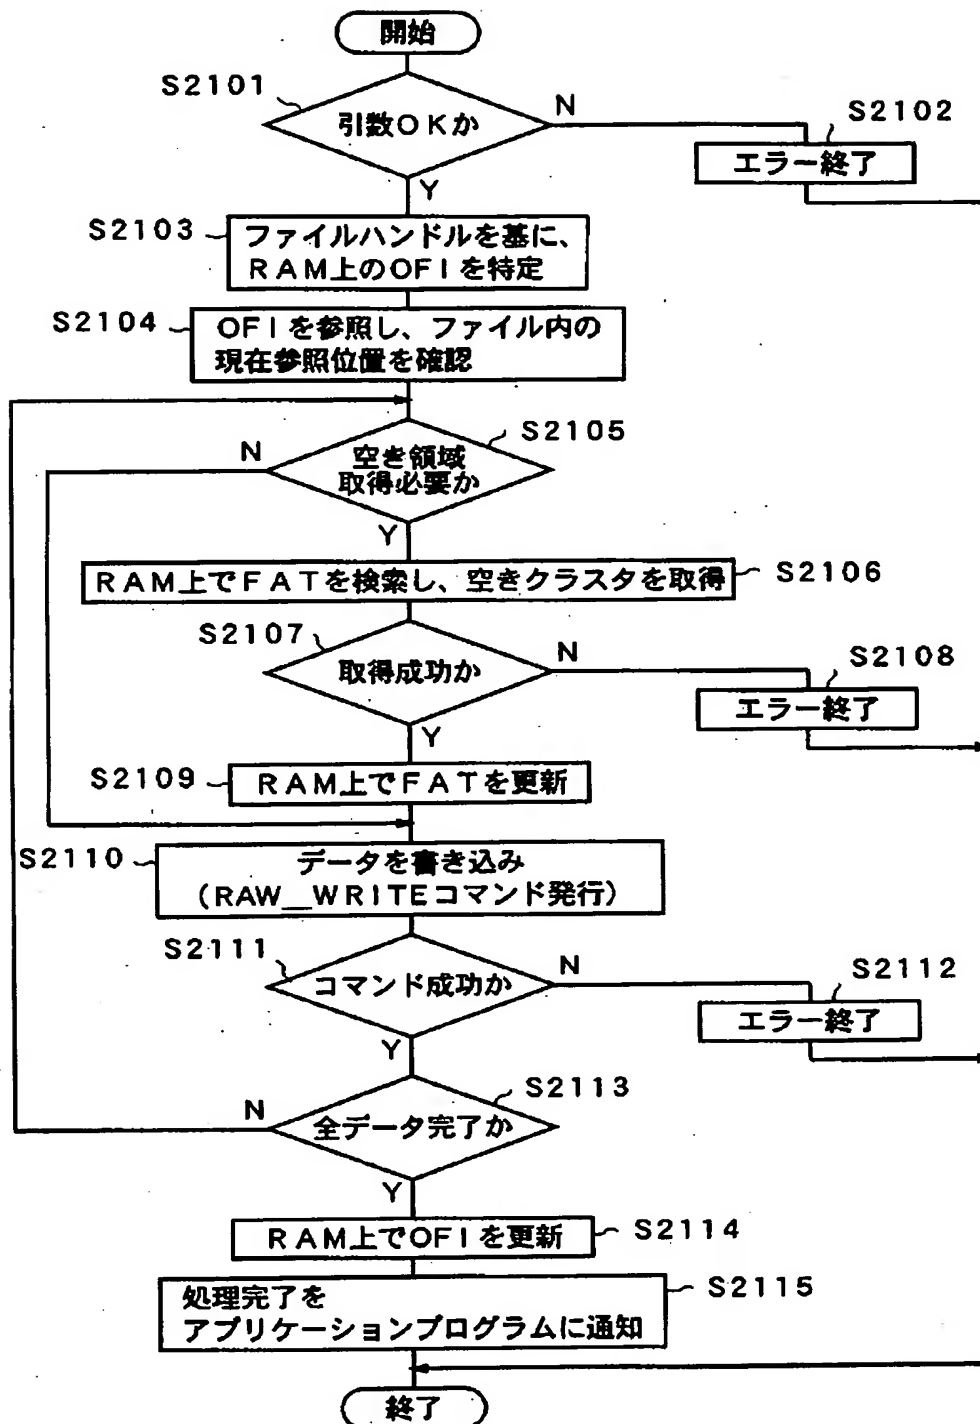 開始
S2101
引数OKか
N
S2102
エラー終了
Y
S2103
ファイルハンドルを基に、
RAM上のOFIを特定
S2104
OFIを参照し、ファイル内の
現在参照位置を確認
S2105
N
空き領域
取得必要か
Y
RAM上でFATを検索し、空きクラスタを取得
S2106
S2107
取得成功か
N
S2108
エラー終了
Y
S2109
RAM上でFATを更新
S2110
データを書き込み
(RAW__WRITEコマンド発行)
S2111
コマンド成功か
N
S2112
エラー終了
Y
S2113
N
全データ完了か
Y
RAM上でOFIを更新
S2114
S2115
処理完了を
アプリケーションプログラムに通知
終了